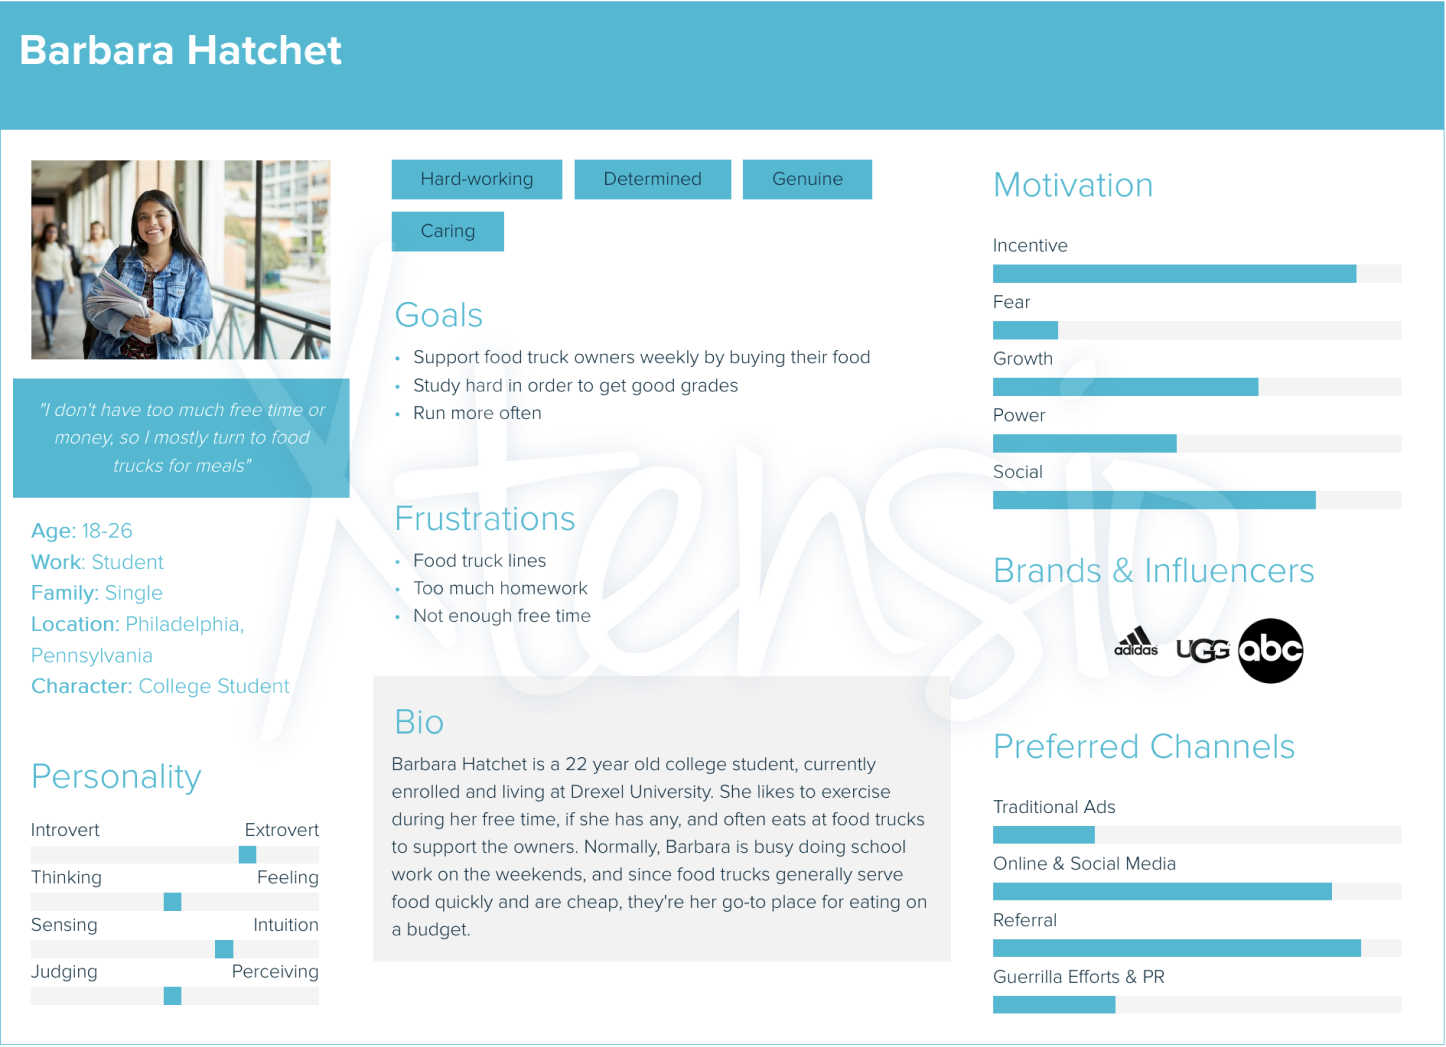 Barbara Hatchet
"I don't have too much free time or
money, so I mostly turn to food
trucks for meals"
Age: 18-26
Work: Student
Family: Single
Location: Philadelphia,
Pennsylvania
Character: College Student
Personality
Introvert Extrovert
Thinking Feeling
Sensing Intuition
Judging Perceiving
Hard-working Determined Genuine
Caring
Goals
• Support food truck owners weekly by buying their food
• Study hard in order to get good grades
• Run more often
Frustrations
• Food truck lines
• Too much homework
• Not enough free time
Bio
Barbara Hatchet is a 22 year old college student, currently
enrolled and living at Drexel University. She likes to exercise
during her free time, if she has any, and often eats at food trucks
to support the owners. Normally, Barbara is busy doing school
work on the weekends, and since food trucks generally serve
food quickly and are cheap, they're her go-to place for eating on
a budget.
Motivation
Incentive
Fear
Growth
Power
Social
Brands & Influencers
adidas UGG abc
Preferred Channels
Traditional Ads
Online & Social Media
Referral
Guerrilla Efforts & PR
Xtensio